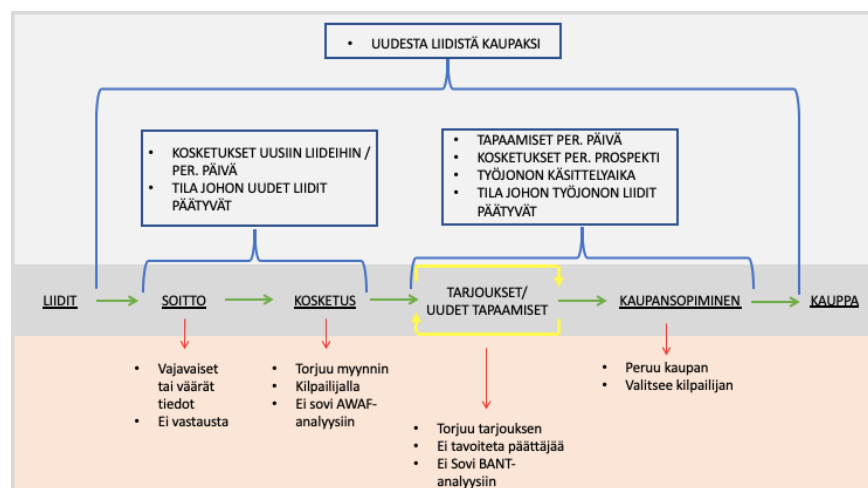 • UUDESTA LIIDISTÄ KAUPAKSI
• KOSKETUKSET UUSIIN LIIDEIHIN /
PER. PÄIVÄ
• TILA JOHON UUDET LIIDIT
PÄÄTYVÄT
• TAPAAMISET PER. PÄIVÄ
• KOSKETUKSET PER. PROSPEKTI
• TYÖJONON KÄSITTELYAIKA
• TILA JOHON TYÖJONON LIIDIT
PÄÄTYVÄT
LIIDIT
SOITTO
KOSKETUS
TARJOUKSET/
UUDET TAPAAMISET
KAUPANSOPIMINEN
KAUPPA
• Vajavaiset
tai väärät
tiedot
• Ei vastausta
• Torjuu myynnin
• Kilpailijalla
• Ei sovi AWAF-
analyysiin
• Torjuu tarjouksen
• Ei tavoiteta päättäjää
• Ei Sovi BANT-
analyysiin
• Peruu kaupan
• Valitsee kilpailijan